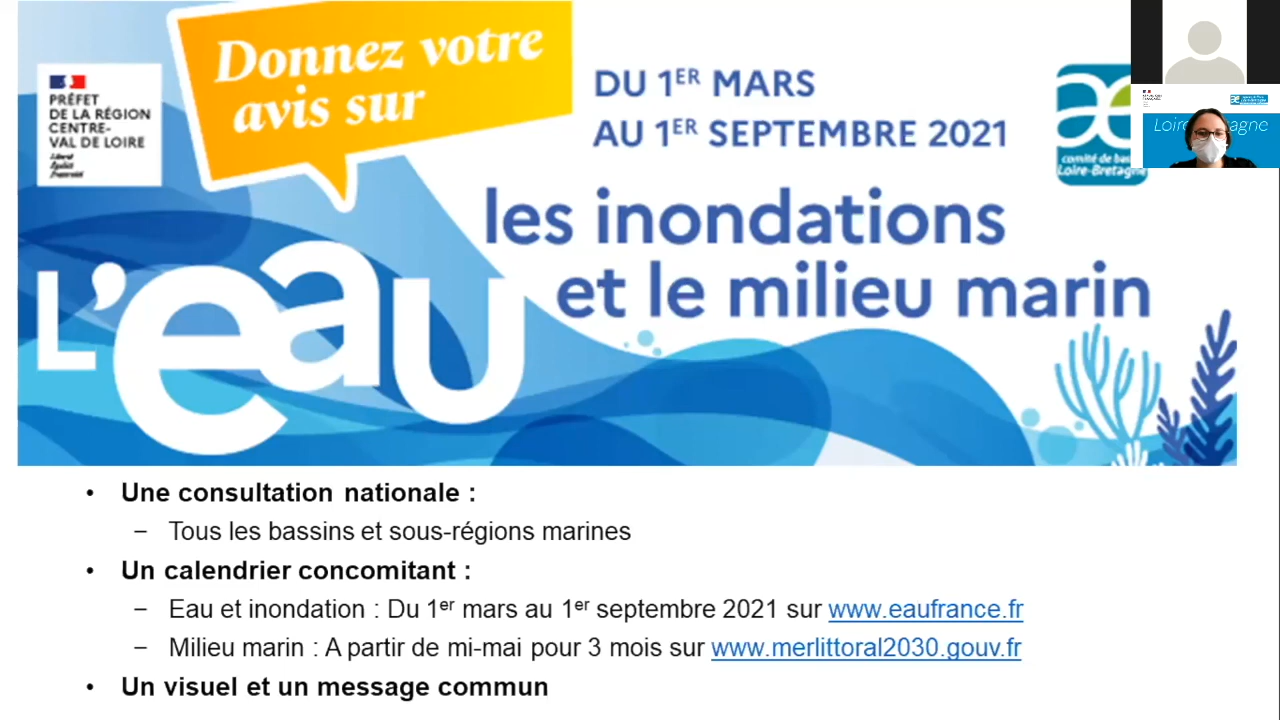 Donnez votre
avis sur
DU 1ER MARS
AU 1ER SEPTEMBRE 2021
PRÉFET
DE LA RÉGION
CENTRE-
VAL DE LOIRE
Liberté
Égalité
Fraternité
comité de
Loire-Bretagne
les inondations
et le milieu marin
L'eau
• Une consultation nationale :
– Tous les bassins et sous-régions marines
• Un calendrier concomitant :
– Eau et inondation : Du 1er mars au 1er septembre 2021 sur www.eaufrance.fr
– Milieu marin : A partir de mi-mai pour 3 mois sur www.merlittoral2030.gouv.fr
• Un visuel et un message commun